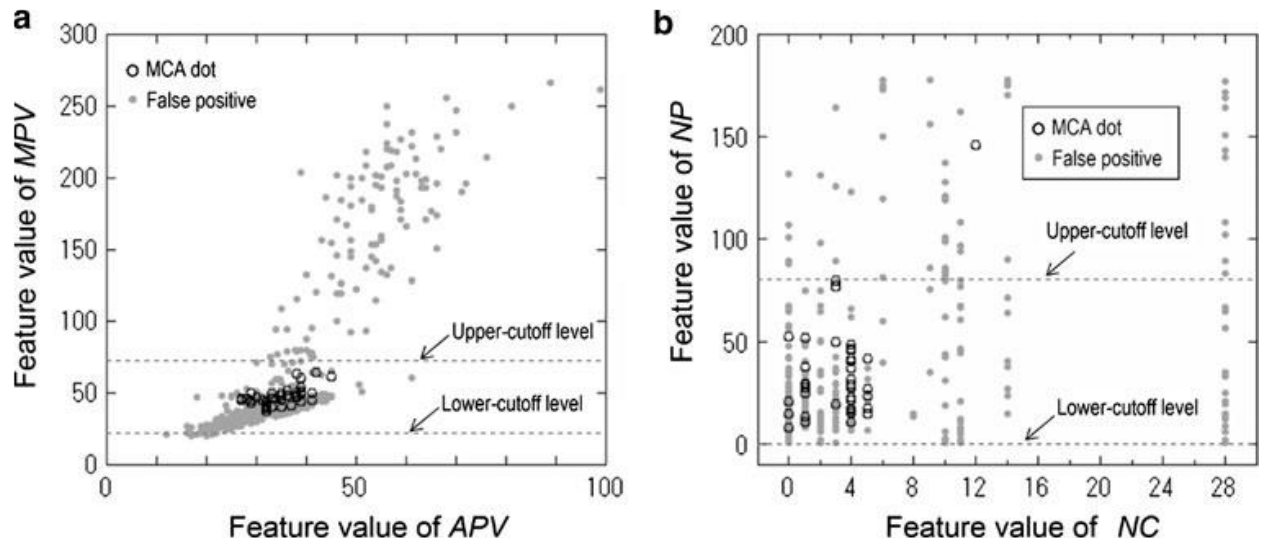 a
300
250
200
150
100
50
0
0
50
100
Feature value of MPV
Feature value of APV
MCA dot
False positive
Upper-cutoff level
Lower-cutoff level
b
200
150
100
50
0
0
4
8
12
16
20
24
28
Feature value of NP
Feature value of NC
MCA dot
False positive
Upper-cutoff level
Lower-cutoff level